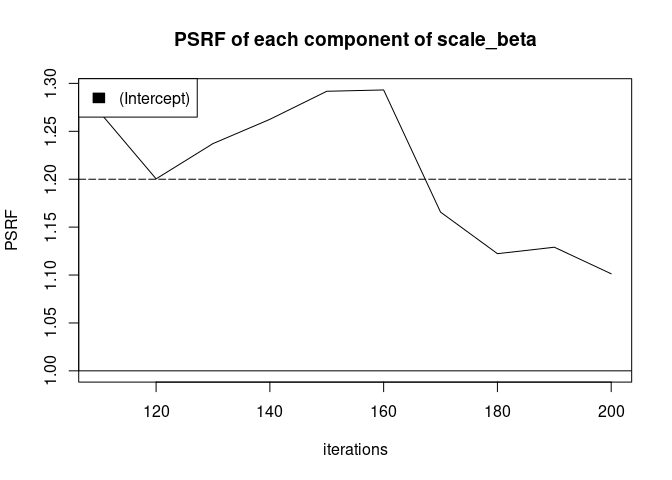 PSRF of each component of scale_beta
(Intercept)
PSRF
1.30
1.25
1.20
1.15
1.10
1.05
1.00
120 140 160 180 200
iterations